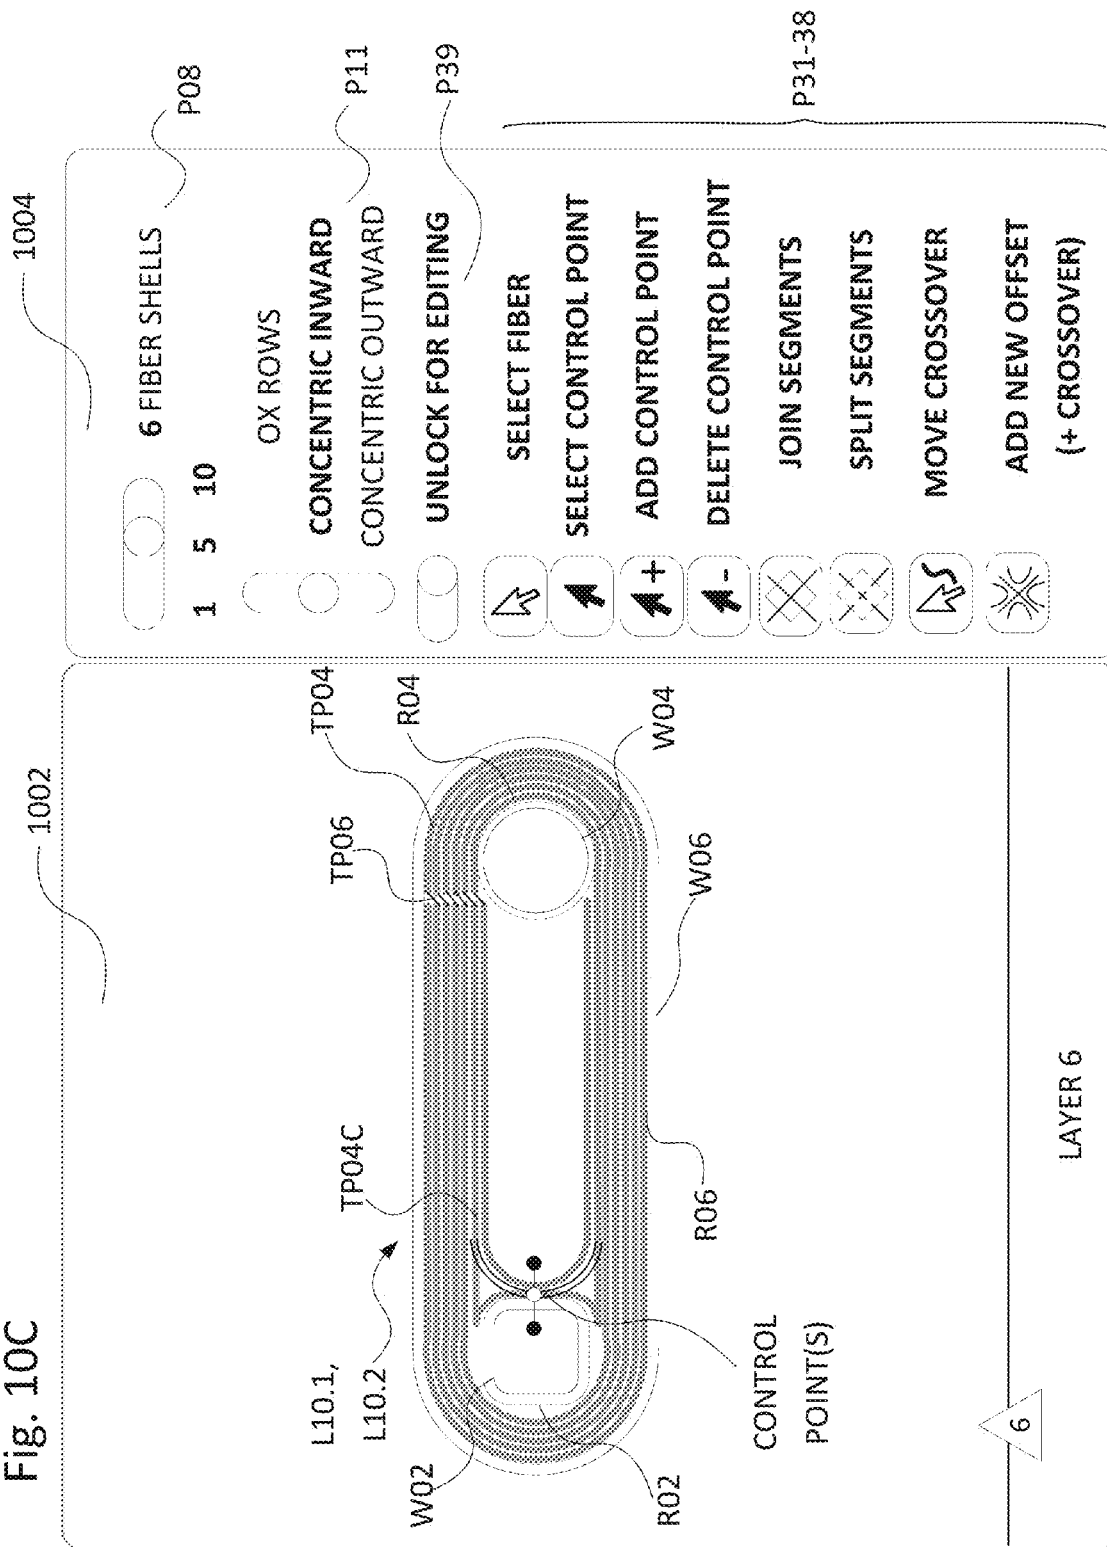 Fig. 10C
1002
1004
L10.1,
L10.2
TP04C
TP06
TP04
R04
W02
W04
R02
CONTROL
POINT(S)
R06
W06
6
LAYER 6
1 5 10
6 FIBER SHELLS
P08
OX ROWS
CONCENTRIC INWARD
CONCENTRIC OUTWARD
P11
UNLOCK FOR EDITING
P39
SELECT FIBER
SELECT CONTROL POINT
+ ADD CONTROL POINT
- DELETE CONTROL POINT
JOIN SEGMENTS
SPLIT SEGMENTS
MOVE CROSSOVER
ADD NEW OFFSET
(+ CROSSOVER)
P31-38